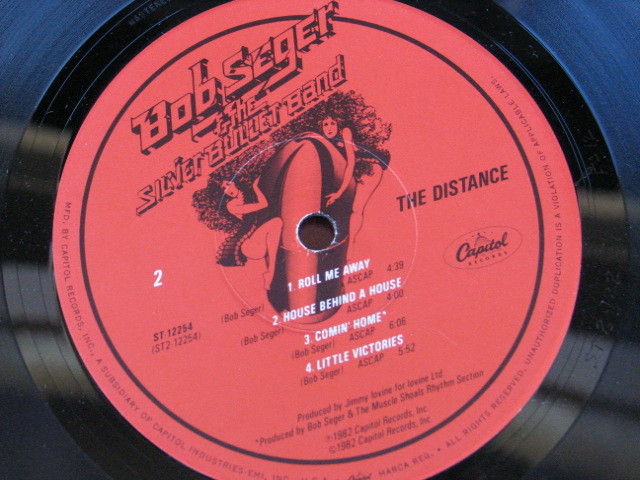 Bob Seger
& the
Silver Bullet Band
THE DISTANCE
Capitol
RECORDS
2
ST-12254
(ST2-12254)
1. ROLL ME AWAY
(Bob Seger) ASCAP 4:39
2. HOUSE BEHIND A HOUSE
(Bob Seger) ASCAP 4:00
3. COMIN' HOME*
(Bob Seger) ASCAP 6:06
4. LITTLE VICTORIES
(Bob Seger) ASCAP 5:52
Produced by Jimmy Iovine for Iovine Ltd
*Produced by Bob Seger & The Muscle Shoals Rhythm Section
℗1982 Capitol Records, Inc.
©1982 Capitol Records, Inc.
MFD. BY CAPITOL RECORDS, INC. A SUBSIDIARY OF CAPITOL INDUSTRIES-EMI, INC. MARCA REG. • ALL RIGHTS RESERVED. UNAUTHORIZED DUPLICATION IS A VIOLATION OF APPLICABLE LAWS.